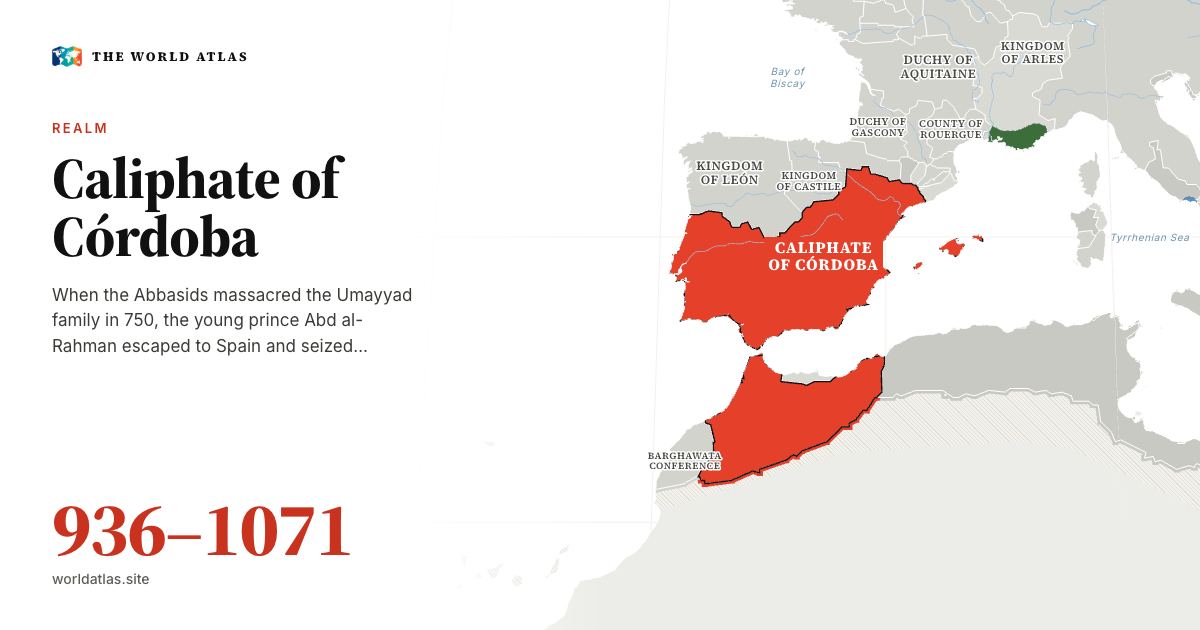 THE WORLD ATLAS
REALM
Caliphate of
Córdoba
When the Abbasids massacred the Umayyad
family in 750, the young prince Abd al-
Rahman escaped to Spain and seized...
936–1071
worldatlas.site
Bay of
Biscay
DUCHY OF
AQUITAINE
KINGDOM
OF ARLES
DUCHY OF
GASCONY
COUNTY OF
ROUERGUE
KINGDOM
OF LEÓN
KINGDOM
OF CASTILE
CALIPHATE
OF CÓRDOBA
Tyrrhenian Sea
BARGHAWATA
CONFERENCE